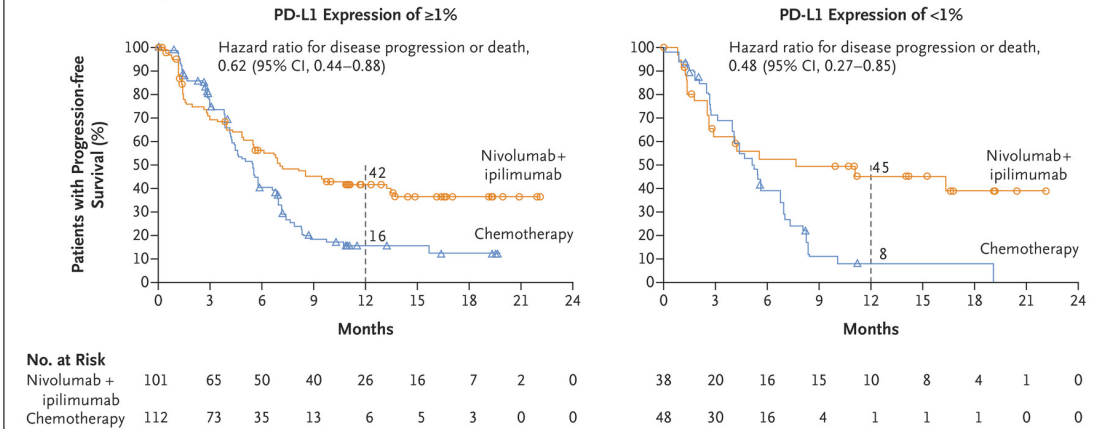 PD-L1 Expression of ≥1%
Patients with Progression-free
Survival (%)
100
90
80
70
60
50
40
30
20
10
0
Hazard ratio for disease progression or death,
0.62 (95% CI, 0.44–0.88)
42
Nivolumab+
ipilimumab
16
Chemotherapy
0 3 6 9 12 15 18 21 24
Months
PD-L1 Expression of <1%
100
90
80
70
60
50
40
30
20
10
0
Hazard ratio for disease progression or death,
0.48 (95% CI, 0.27–0.85)
45
Nivolumab+
ipilimumab
8
Chemotherapy
0 3 6 9 12 15 18 21 24
Months
No. at Risk
Nivolumab + 101 65 50 40 26 16 7 2 0 38 20 16 15 10 8 4 1 0
ipilimumab
Chemotherapy 112 73 35 13 6 5 3 0 0 48 30 16 4 1 1 1 0 0